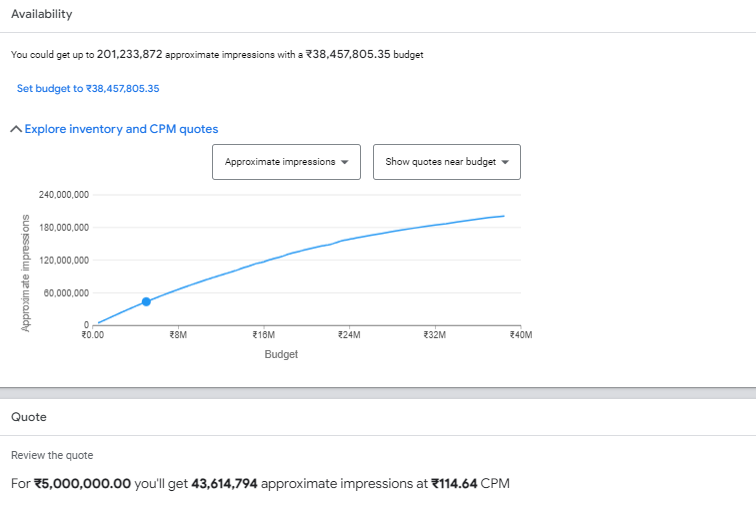 Availability
You could get up to 201,233,872 approximate impressions with a ₹38,457,805.35 budget
Set budget to ₹38,457,805.35
Explore inventory and CPM quotes
Approximate impressions
Show quotes near budget
240,000,000
180,000,000
120,000,000
60,000,000
0
Approximate impressions
₹0.00 ₹8M ₹16M ₹24M ₹32M ₹40M
Budget
Quote
Review the quote
For ₹5,000,000.00 you'll get 43,614,794 approximate impressions at ₹114.64 CPM